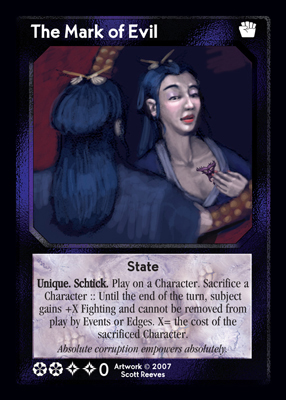 The Mark of Evil
State
Unique. Schtick. Play on a Character. Sacrifice a
Character :: Until the end of the turn, subject
gains +X Fighting and cannot be removed from
play by Events or Edges. X= the cost of the
sacrificed Character.
Absolute corruption empowers absolutely.
0
Artwork © 2007
Scott Reeves